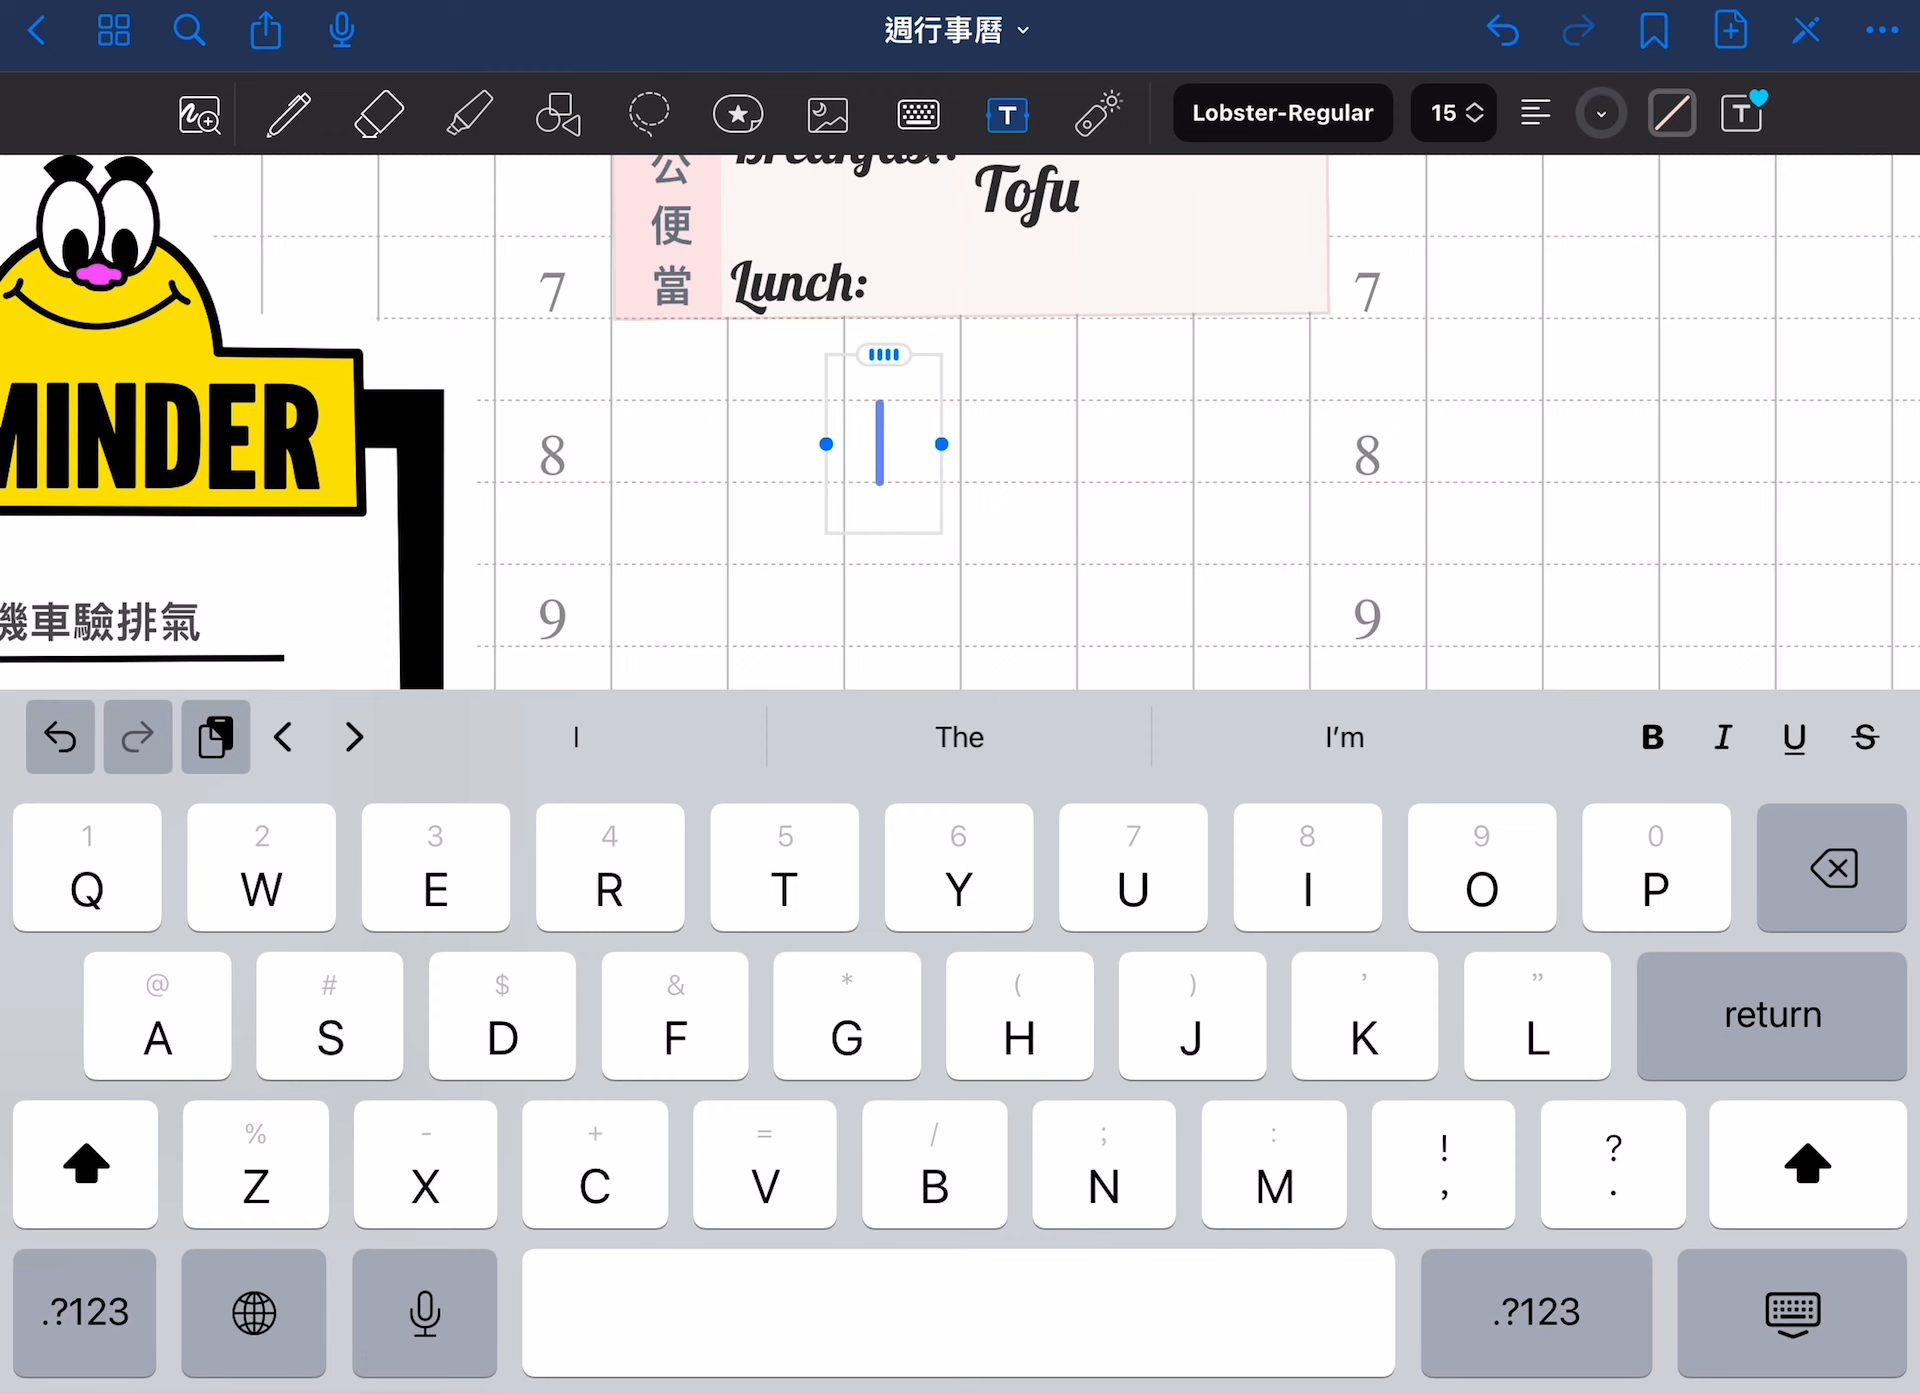 週行事曆
T
Lobster-Regular
15
T
公便當
Breakfast:
Tofu
Lunch:
7
7
8
8
9
9
MINDER
機車驗排氣
I
The
I'm
B
I
U
S
1 2 3 4 5 6 7 8 9 0
Q W E R T Y U I O P
@ # $ & * ( ) ' "
A S D F G H J K L
return
% - + = / ; : ! ?
Z X C V B N M , .
.?123
.?123